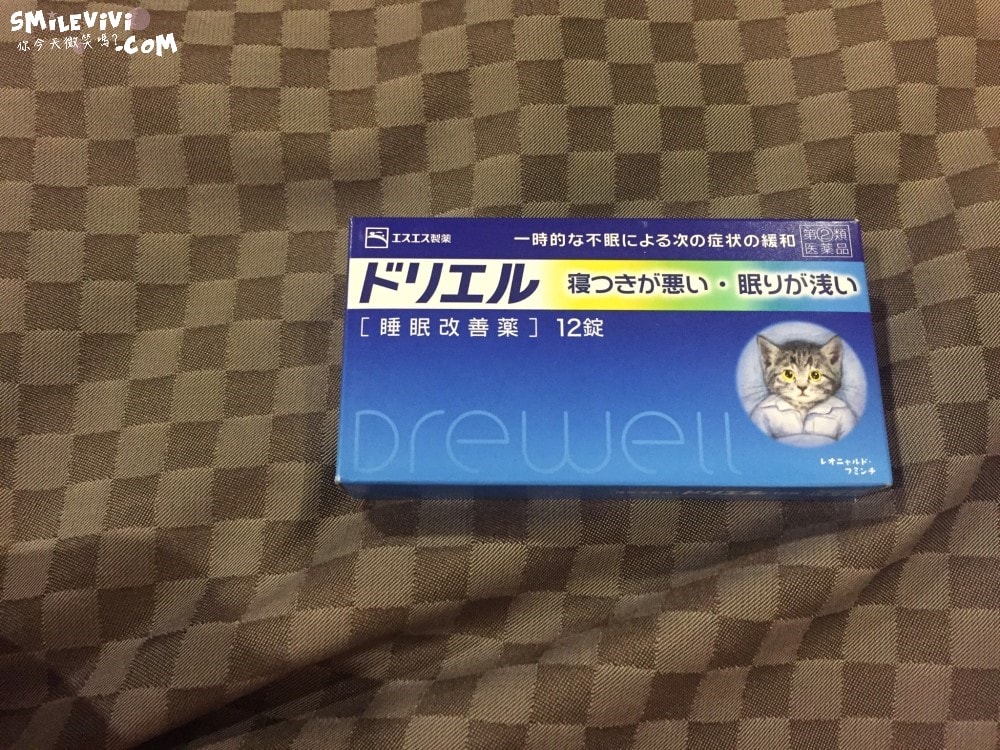 SMiLEViVi
你今天微笑嗎?
.COM
エスエス製薬
一時的な不眠による次の症状の緩和
指②類
医薬品
ドリエル
寝つきが悪い・眠りが浅い
[睡眠改善薬] 12錠
Drewell
レオニャルド・
フミンチ